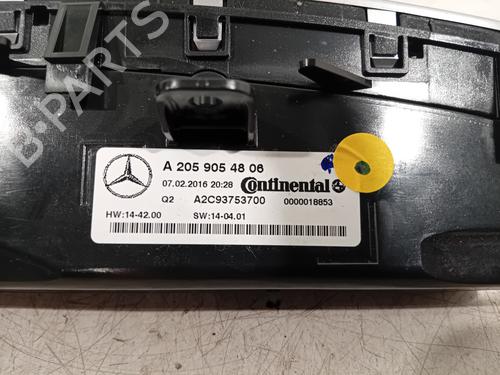 B-PARTS
A 205 905 48 06
07.02.2016 20:28 Continental
Q2 A2C93753700 0000018853
HW:14-42.00 SW:14-04.01